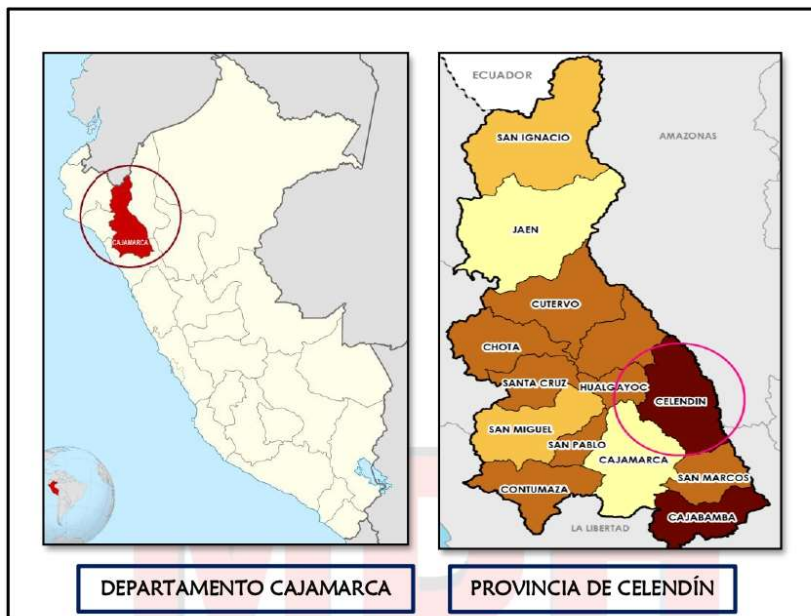 CAJAMARCA
ECUADOR
SAN IGNACIO
AMAZONAS
JAEN
CUTERVO
CHOTA
SANTA CRUZ
HUALGAYOC
CELENDIN
SAN MIGUEL
SAN PABLO
CAJAMARCA
SAN MARCOS
CONTUMAZA
CAJABAMBA
LA LIBERTAD
DEPARTAMENTO CAJAMARCA
PROVINCIA DE CELENDÍN